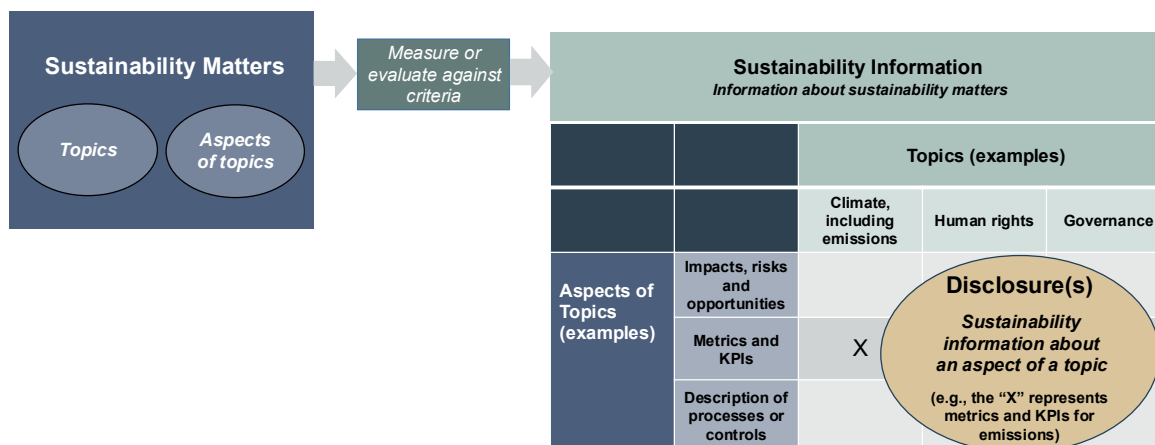 Sustainability Matters
Topics
Aspects
of topics
Measure or
evaluate against
criteria
Sustainability Information
Information about sustainability matters
Topics (examples)
Climate,
including
emissions
Human rights
Governance
Aspects of
Topics
(examples)
Impacts, risks
and
opportunities
Metrics and
KPIs
X
Description of
processes or
controls
Disclosure(s)
Sustainability
information about
an aspect of a topic
(e.g., the “X” represents
metrics and KPIs for
emissions)